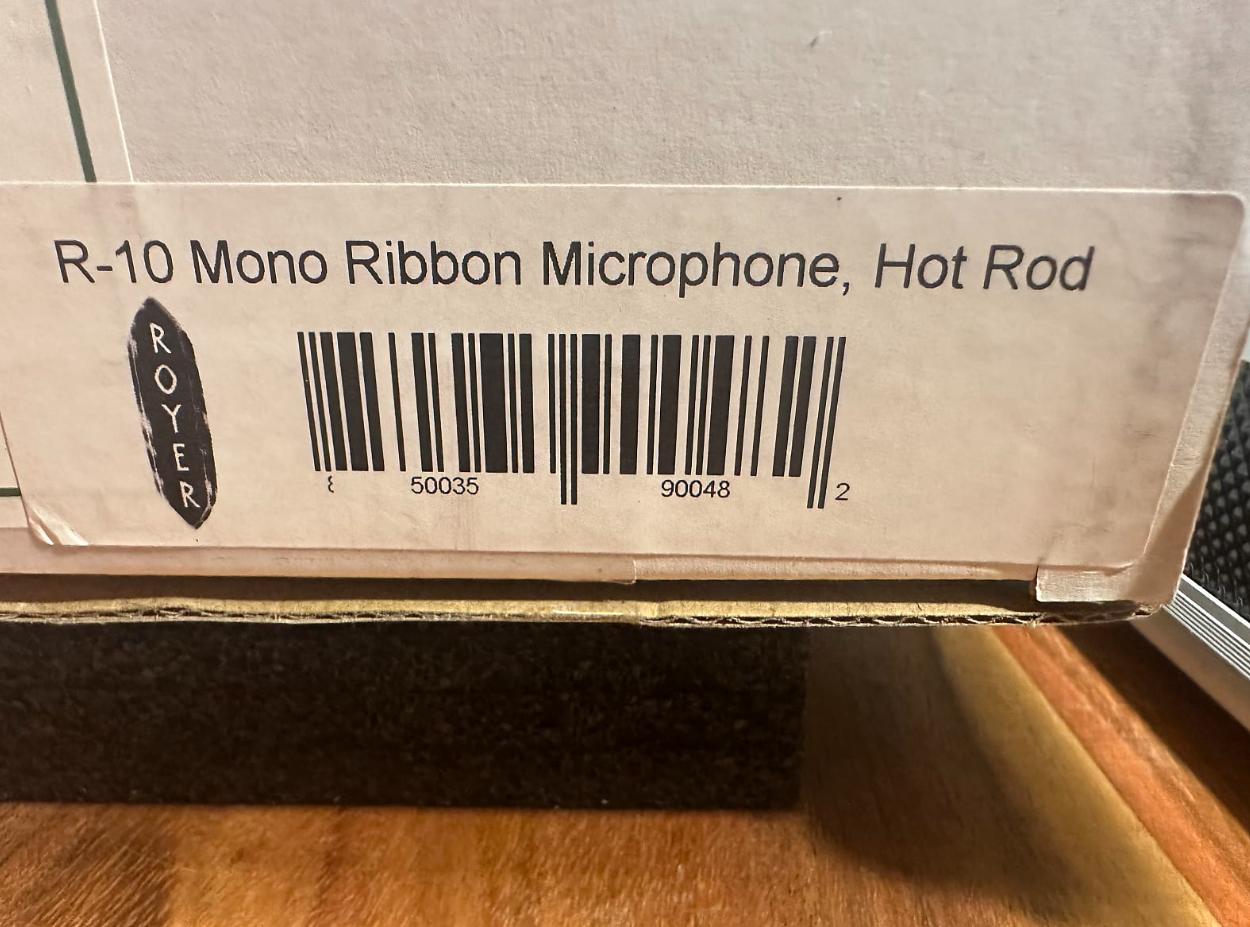 R-10 Mono Ribbon Microphone, Hot Rod
ROYER
50035 90048 2